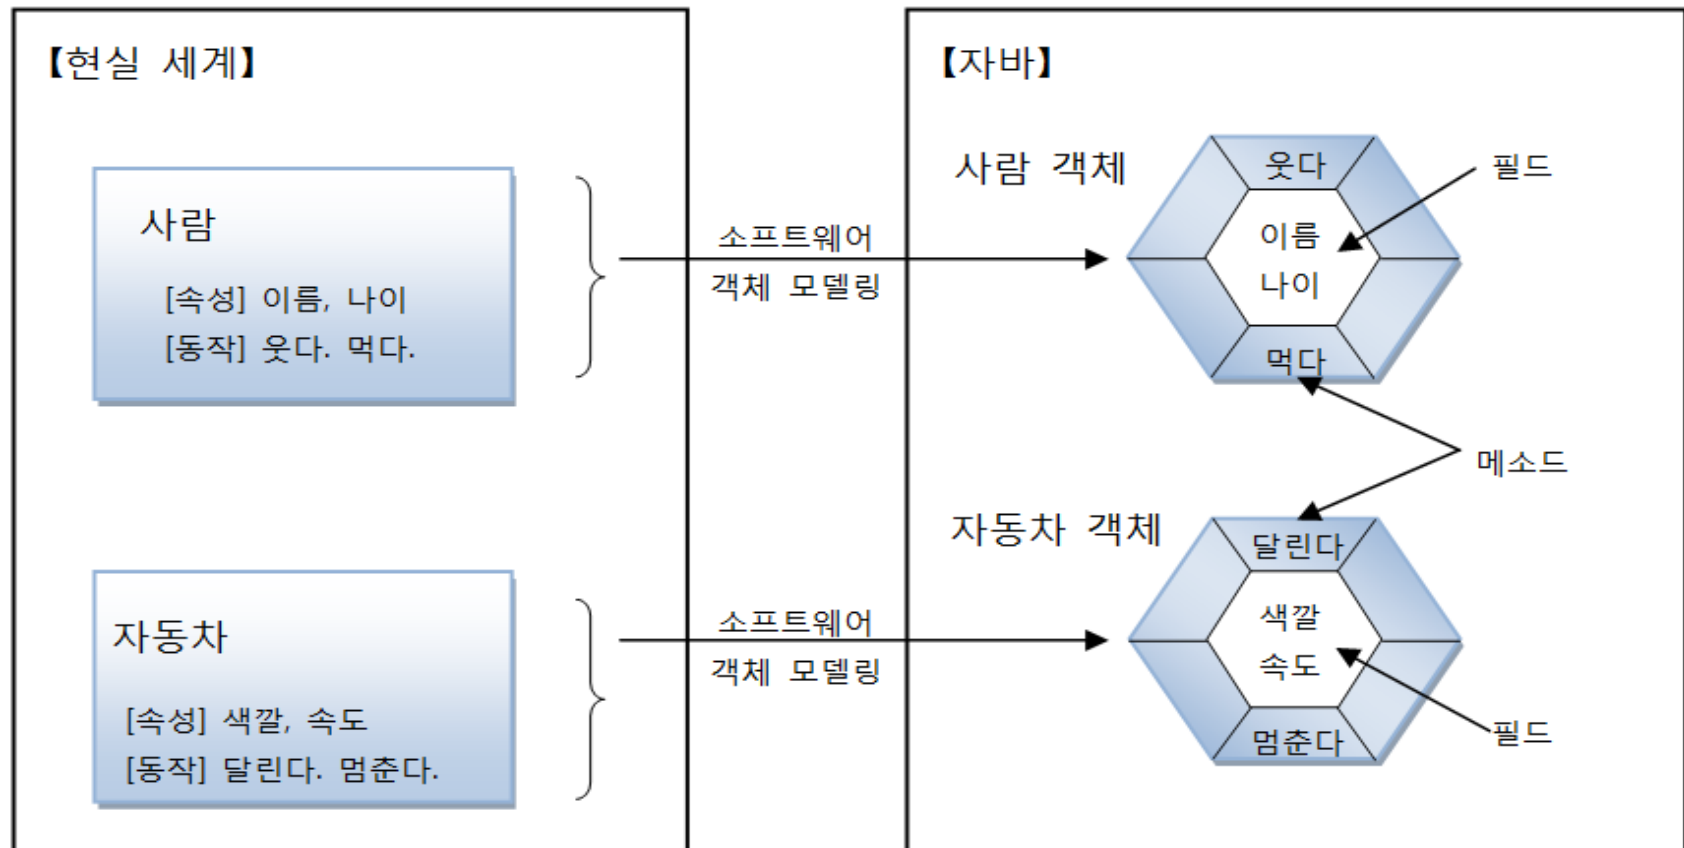 【현실 세계】
사람
[속성] 이름, 나이
[동작] 웃다. 먹다.
자동차
[속성] 색깔, 속도
[동작] 달린다. 멈춘다.
소프트웨어
객체 모델링
소프트웨어
객체 모델링
【자바】
사람 객체
웃다
이름
나이
먹다
필드
메소드
자동차 객체
달린다
색깔
속도
멈춘다
필드